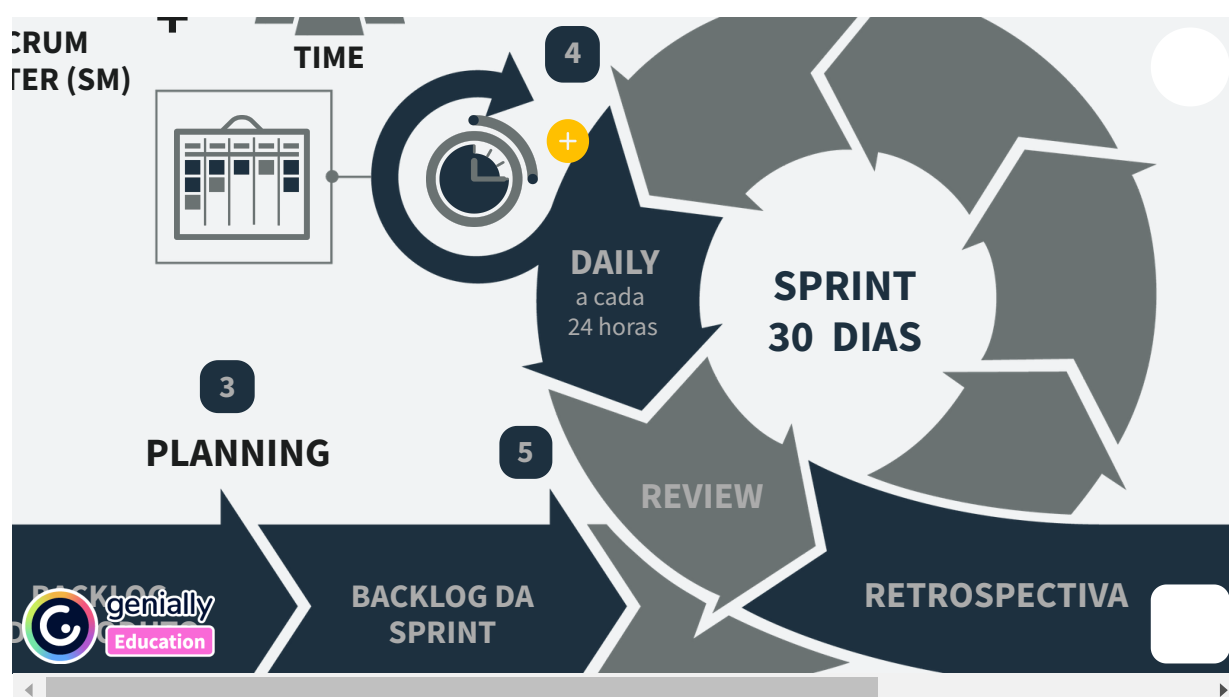 TER (SM)
TIME
4
DAILY
a cada
24 horas
SPRINT
30 DIAS
3
PLANNING
5
REVIEW
BACKLOG DA
SPRINT
RETROSPECTIVA
genially
Education